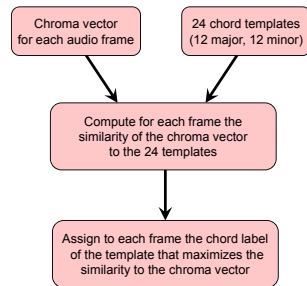 Chroma vector
for each audio frame
24 chord templates
(12 major, 12 minor)
Compute for each frame the
similarity of the chroma vector
to the 24 templates
Assign to each frame the chord label
of the template that maximizes the
similarity to the chroma vector